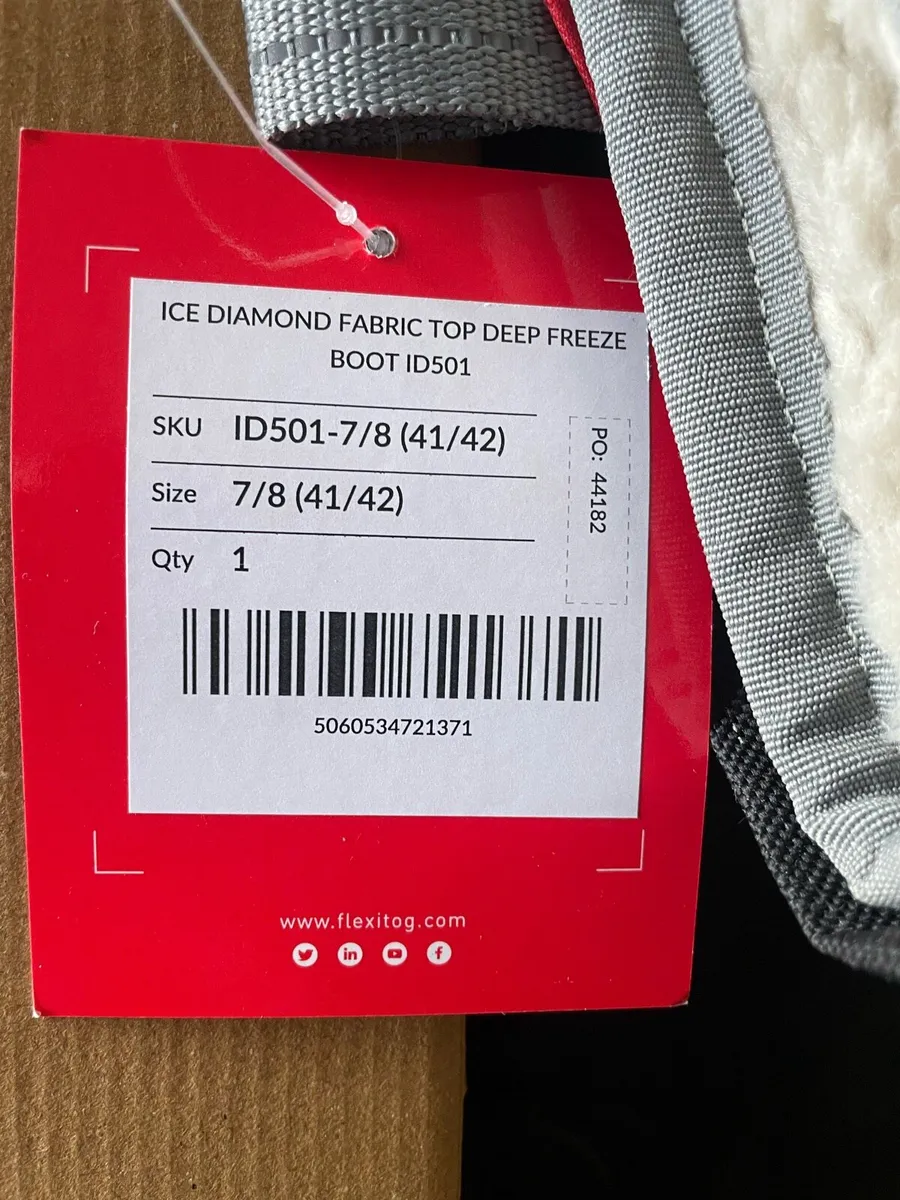 ICE DIAMOND FABRIC TOP DEEP FREEZE
BOOT ID501
SKU ID501-7/8 (41/42)
Size 7/8 (41/42)
Qty 1
PO: 44182
5060534721371
www.flexitog.com